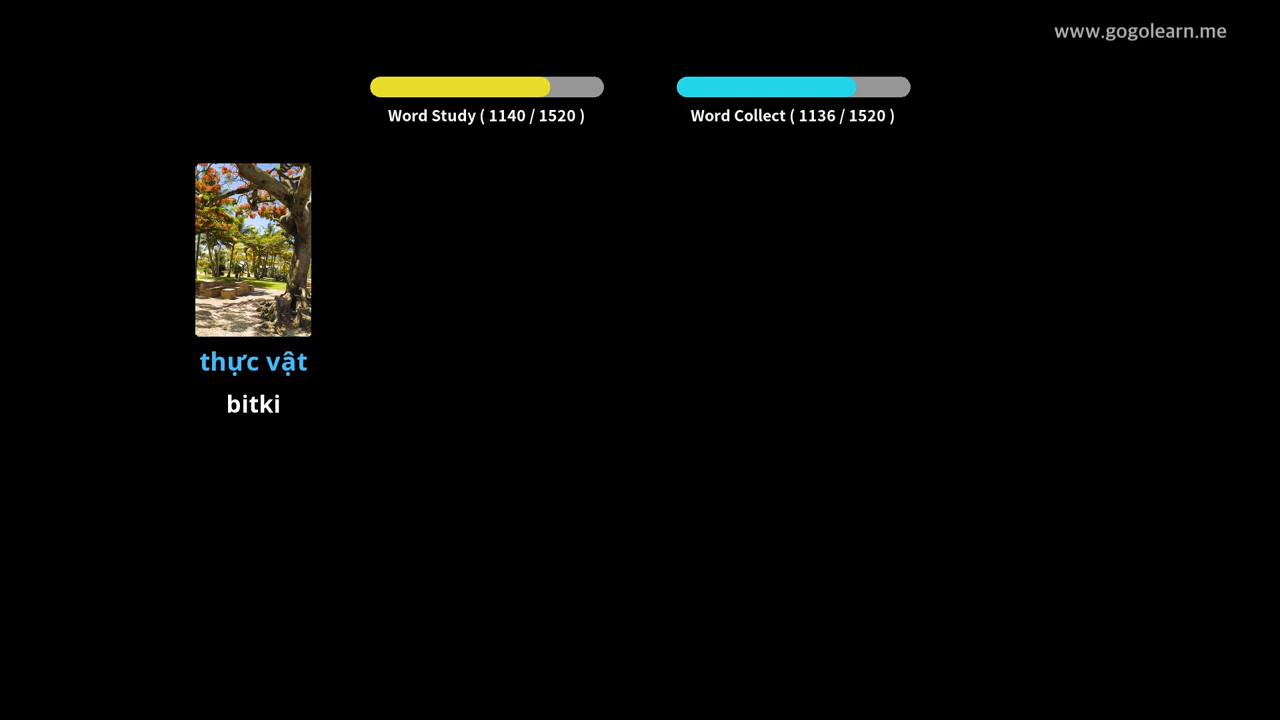 www.gogolearn.me
Word Study ( 1140 / 1520 )
Word Collect ( 1136 / 1520 )
thực vật
bitki